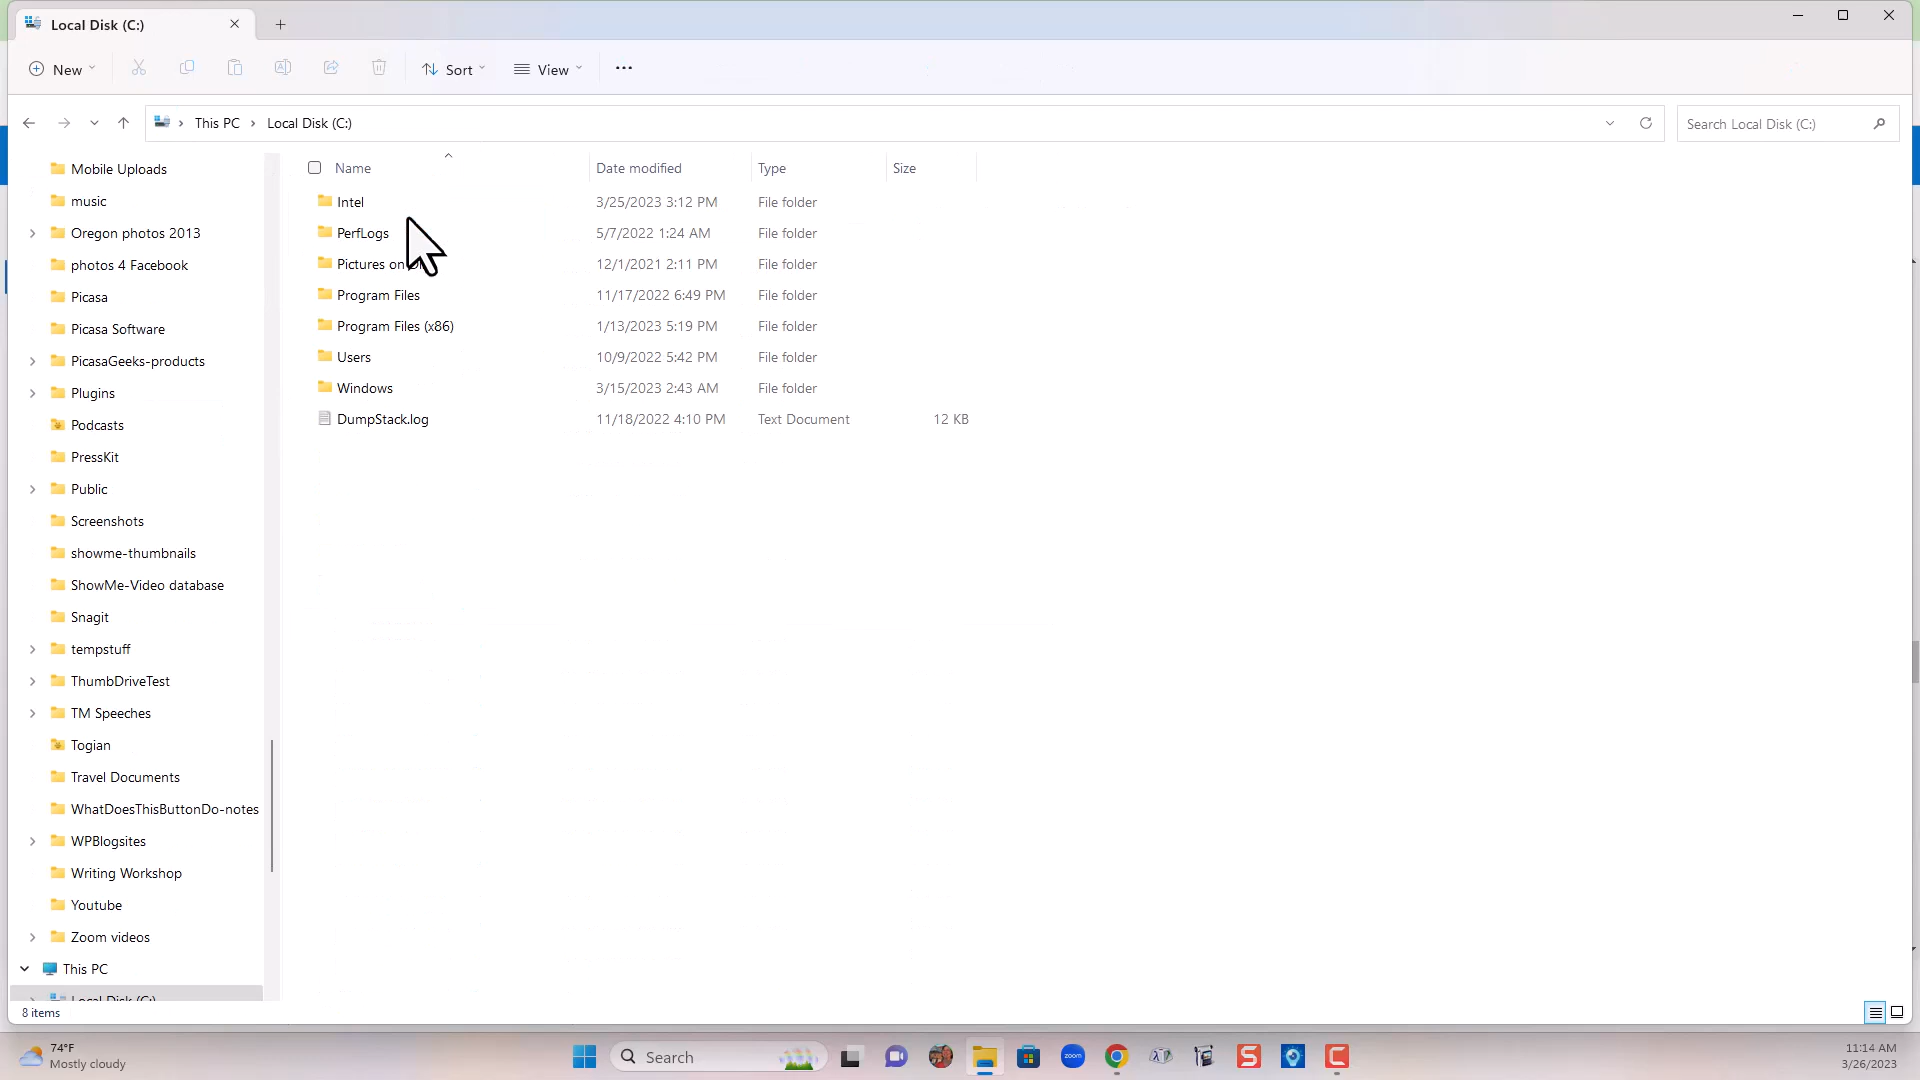 Local Disk (C:)
New
Sort
View
This PC > Local Disk (C:)
Search Local Disk (C:)
Mobile Uploads
music
Oregon photos 2013
photos 4 Facebook
Picasa
Picasa Software
PicasaGeeks-products
Plugins
Podcasts
PressKit
Public
Screenshots
showme-thumbnails
ShowMe-Video database
Snagit
tempstuff
ThumbDriveTest
TM Speeches
Togian
Travel Documents
WhatDoesThisButtonDo-notes
WPBlogsites
Writing Workshop
Youtube
Zoom videos
This PC
Local Disk (C:)
Name Date modified Type Size
Intel 3/25/2023 3:12 PM File folder
PerfLogs 5/7/2022 1:24 AM File folder
Pictures on 12/1/2021 2:11 PM File folder
Program Files 11/17/2022 6:49 PM File folder
Program Files (x86) 1/13/2023 5:19 PM File folder
Users 10/9/2022 5:42 PM File folder
Windows 3/15/2023 2:43 AM File folder
DumpStack.log 11/18/2022 4:10 PM Text Document 12 KB
8 items
74°F
Mostly cloudy
Search
zoom
11:14 AM
3/26/2023